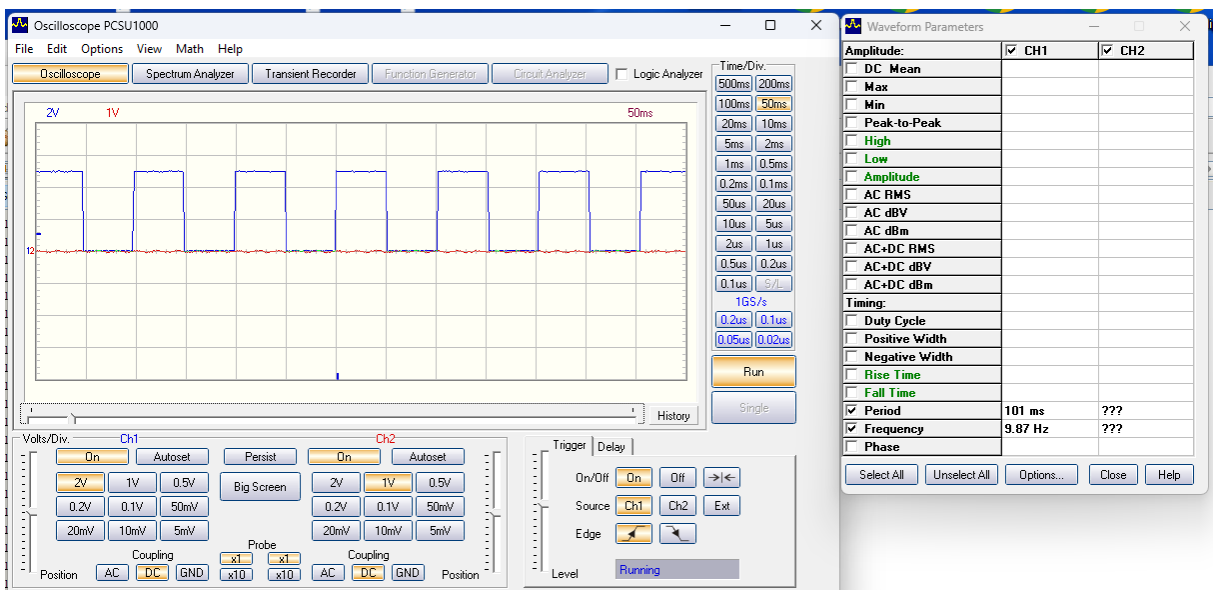 Oscilloscope PCSU1000
File Edit Options View Math Help
Oscilloscope Spectrum Analyzer Transient Recorder Function Generator Circuit Analyzer Logic Analyzer
2V 1V 50ms
12
History
Time/Div.
500ms 200ms
100ms 50ms
20ms 10ms
5ms 2ms
1ms 0.5ms
0.2ms 0.1ms
50us 20us
10us 5us
2us 1us
0.5us 0.2us
0.1us S/L
1GS/s
0.2us 0.1us
0.05us 0.02us
Run
Single
Volts/Div. Ch1 Ch2
On Autoset Persist On Autoset
2V 1V 0.5V Big Screen 2V 1V 0.5V
0.2V 0.1V 50mV 0.2V 0.1V 50mV
20mV 10mV 5mV 20mV 10mV 5mV
Coupling Probe Coupling
x1 x1
Position AC DC GND x10 x10 AC DC GND Position
Trigger Delay
On/Off On Off
Source Ch1 Ch2 Ext
Edge
Level Running
Waveform Parameters
Amplitude: CH1 CH2
DC Mean
Max
Min
Peak-to-Peak
High
Low
Amplitude
AC RMS
AC dBV
AC dBm
AC+DC RMS
AC+DC dBV
AC+DC dBm
Timing:
Duty Cycle
Positive Width
Negative Width
Rise Time
Fall Time
Period 101 ms ???
Frequency 9.87 Hz ???
Phase
Select All Unselect All Options... Close Help